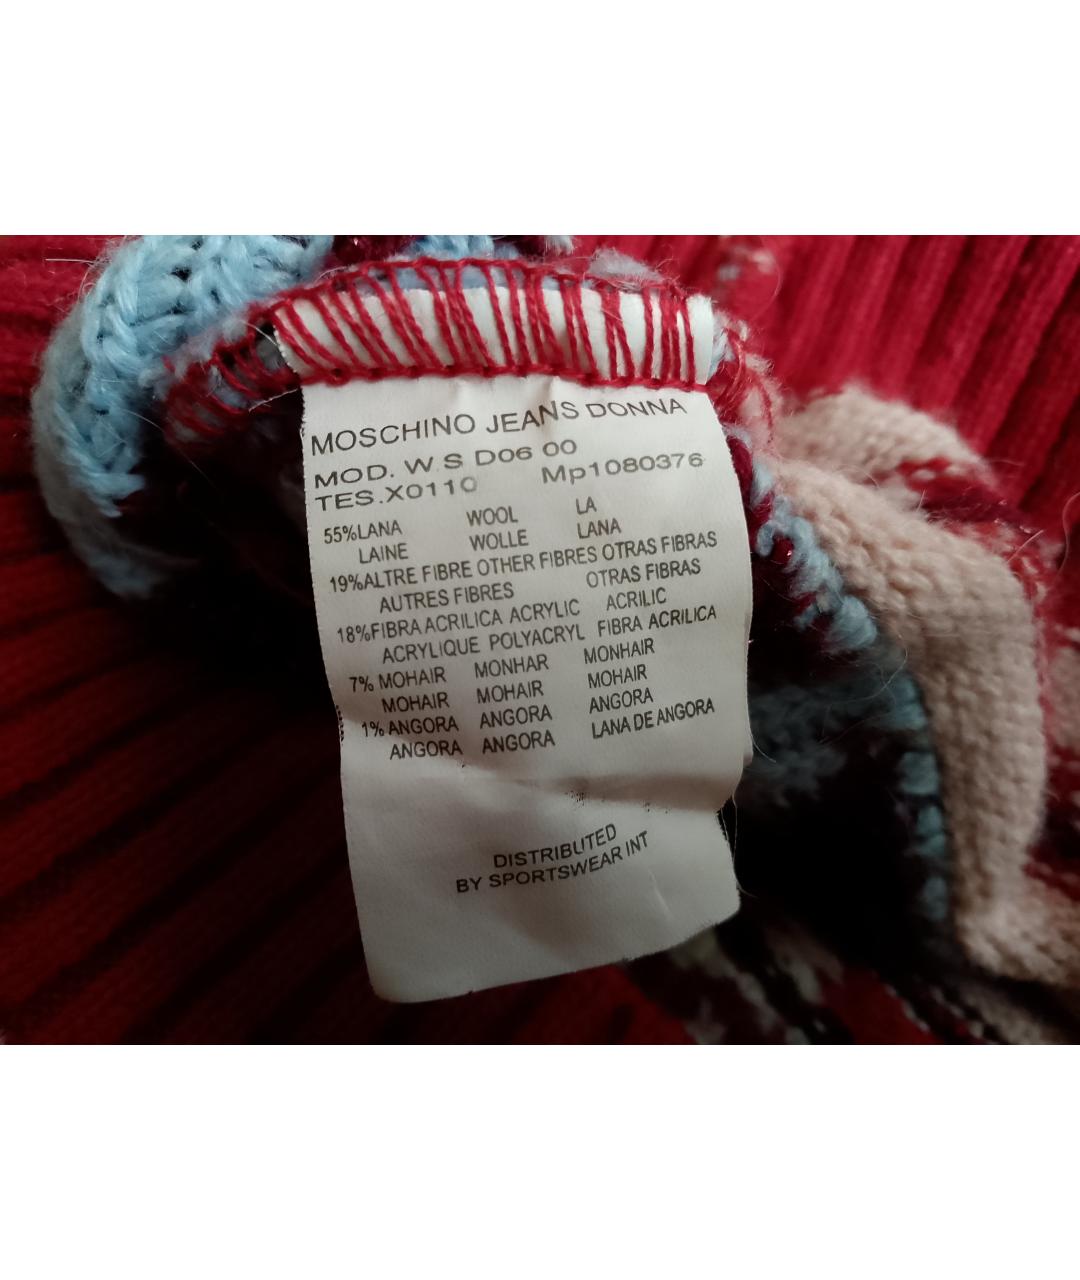 MOSCHINO JEANS DONNA
MOD. W S D06 00
TES.X0110 Mp1080376
55%LANA WOOL LA
LAINE WOLLE LANA
19%ALTRE FIBRE OTHER FIBRES OTRAS FIBRAS
AUTRES FIBRES OTRAS FIBRAS
18%FIBRA ACRILICA ACRYLIC ACRILIC
ACRYLIQUE POLYACRYL FIBRA ACRILICA
7% MOHAIR MONHAR MONHAIR
MOHAIR MOHAIR MOHAIR
1% ANGORA ANGORA ANGORA
ANGORA ANGORA LANA DE ANGORA
DISTRIBUTED
BY SPORTSWEAR INT